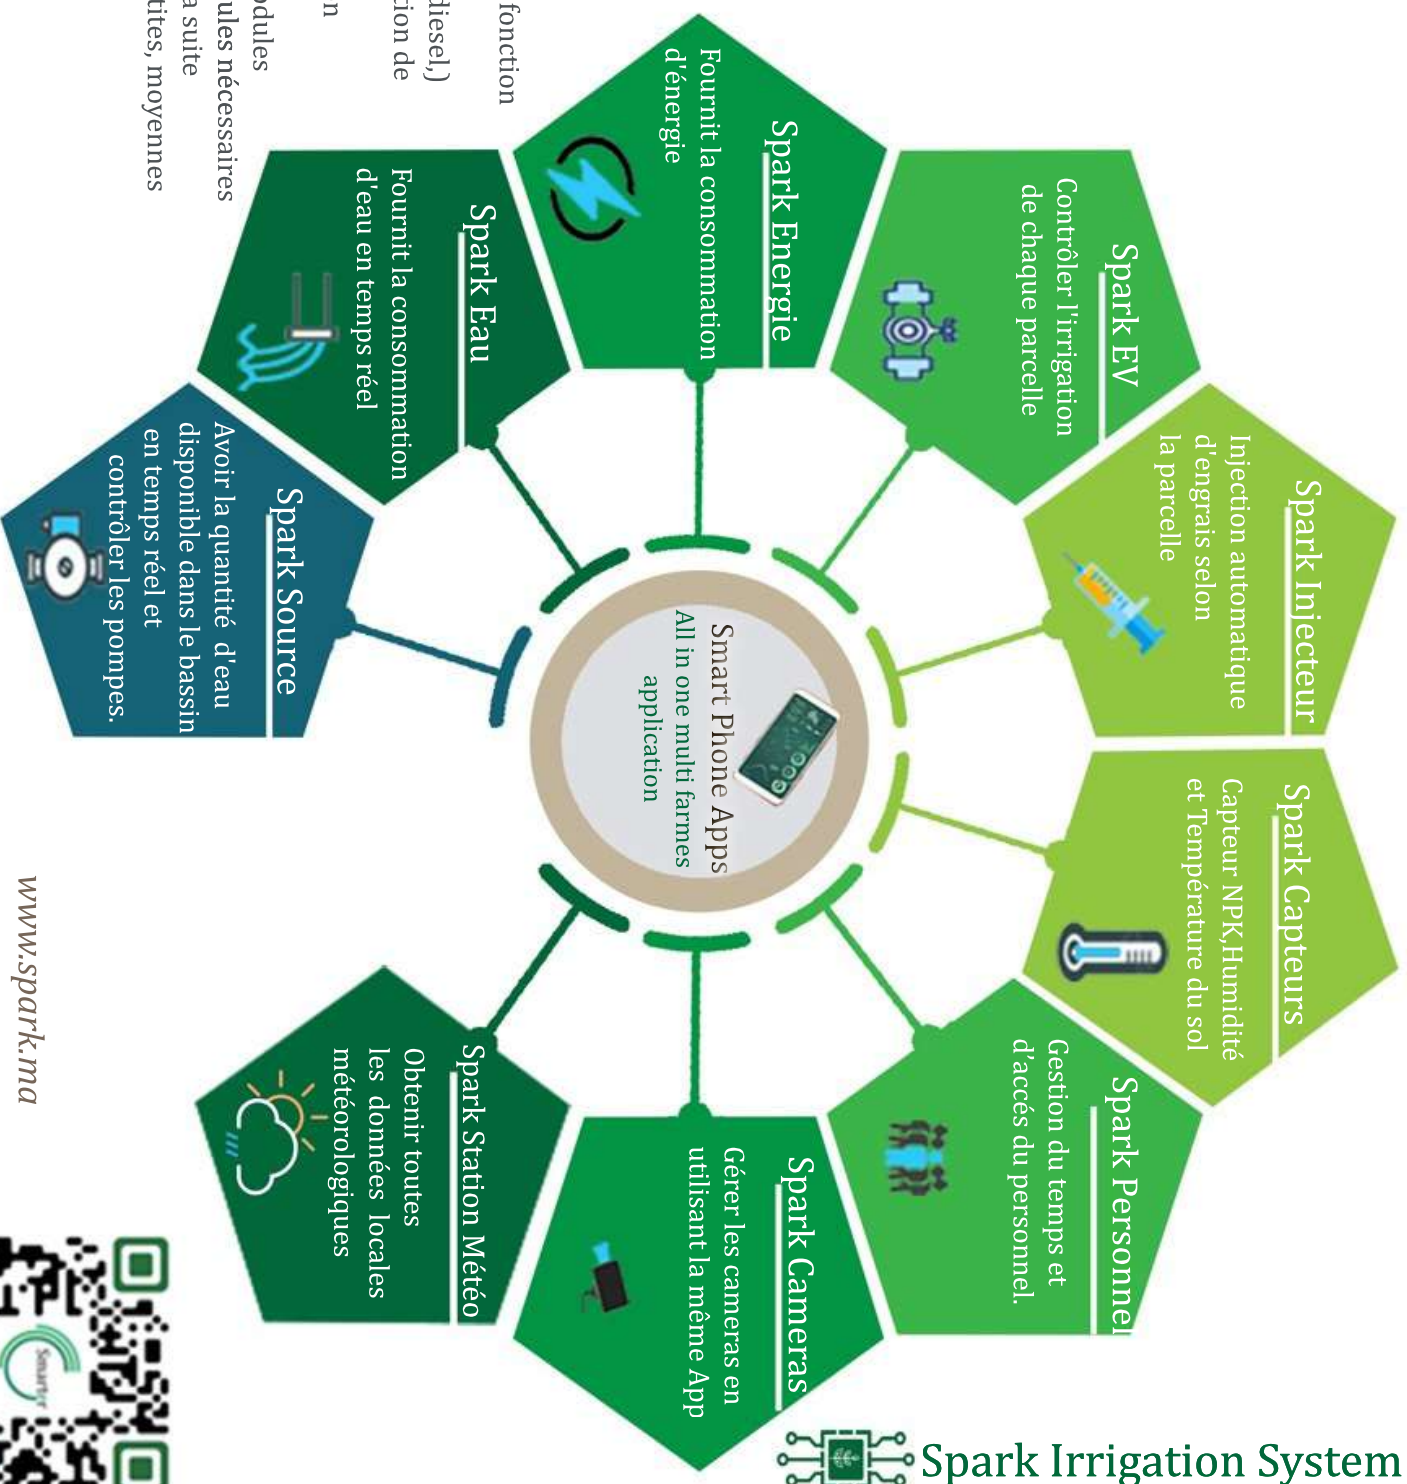 Spark Irrigation System
Spark Source
Avoir la quantité d'eau
disponible dans le bassin
en temps réel et
contrôler les pompes.
Spark Eau
Fournit la consommation
d'eau en temps réel
Spark Energie
Fournit la consommation
d'énergie
Spark EV
Contrôler l'irrigation
de chaque parcelle
Spark Injecteur
Injection automatique
d'engrais selon
la parcelle
Spark Capteurs
Capteur NPK,Humidité
et Température du sol
Spark Personnel
Gestion du temps et
d'accés du personnel.
Spark Cameras
Gérer les cameras en
utilisant la même App
Spark Station Météo
Obtenir toutes
les données locales
météorologiques
Smart Phone Apps
All in one multi farmes
application
fonction
diesel,)
de
nécessaires
suite
moyennes
www.spark.ma